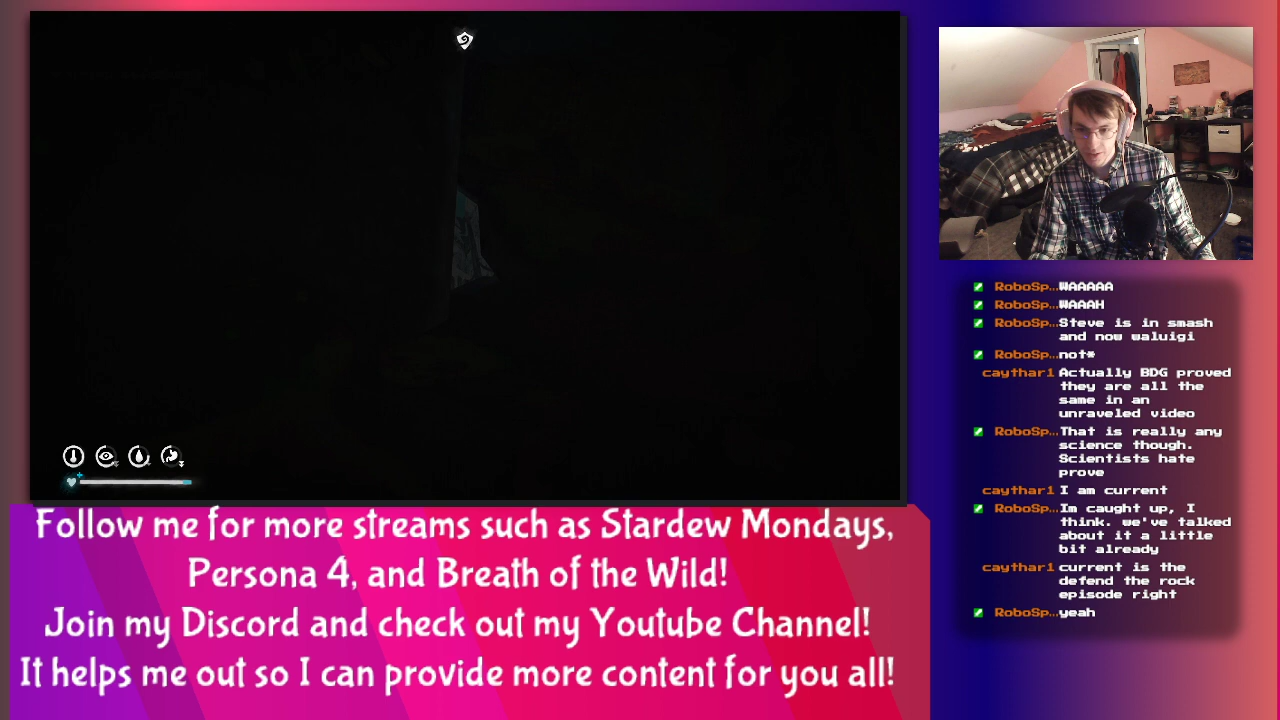 RoboSp...WAAAAA
RoboSp...WAAAH
RoboSp...Steve is in smash
and now waluigi
RoboSp...not*
caythar1 Actually BDG proved
they are all the
same in an
unraveled video
RoboSp...That is really any
science though.
Scientists hate
prove
caythar1 I am current
RoboSp...Im caught up, I
think. we've talked
about it a little
bit already
caythar1 current is the
defend the rock
episode right
RoboSp...yeah
Follow me for more streams such as Stardew Mondays,
Persona 4, and Breath of the Wild!
Join my Discord and check out my Youtube Channel!
It helps me out so I can provide more content for you all!